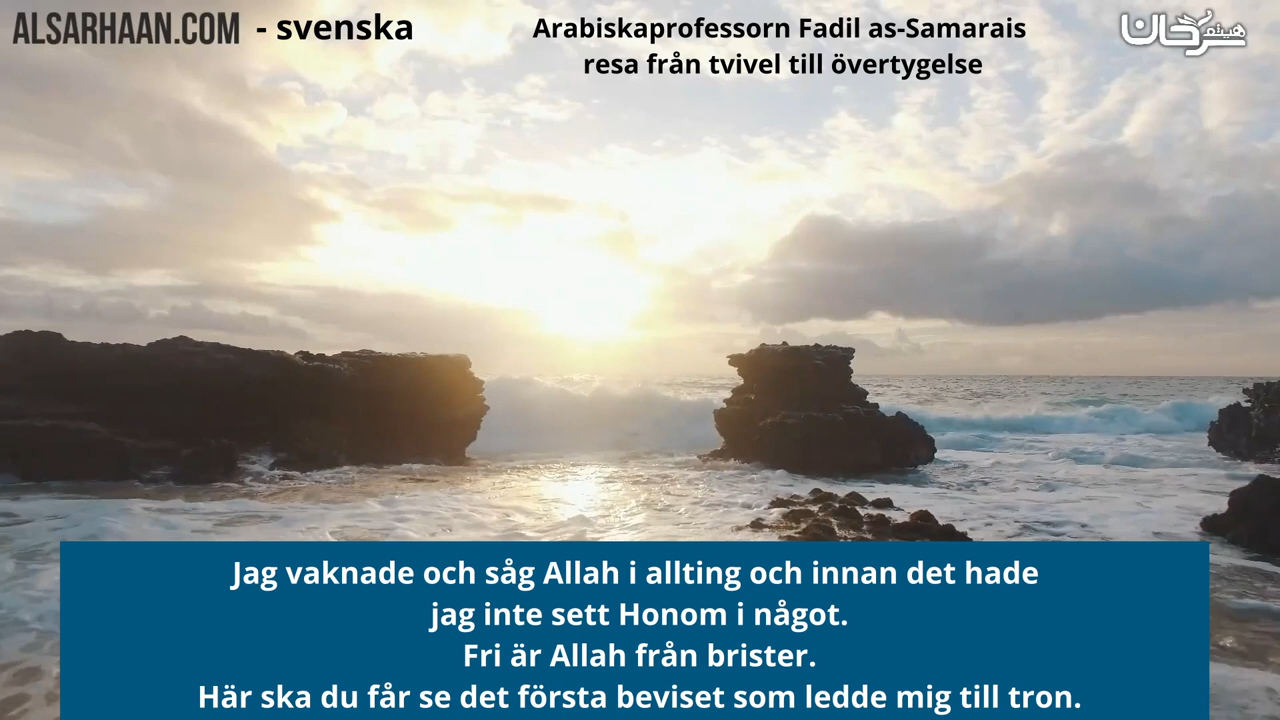 ALSARHAAN.COM - svenska
Arabiskaprofessorn Fadil as-Samarais
resa från tvivel till övertygelse
هيثم سرحان
Jag vaknade och såg Allah i allting och innan det hade
jag inte sett Honom i något.
Fri är Allah från brister.
Här ska du får se det första beviset som ledde mig till tron.